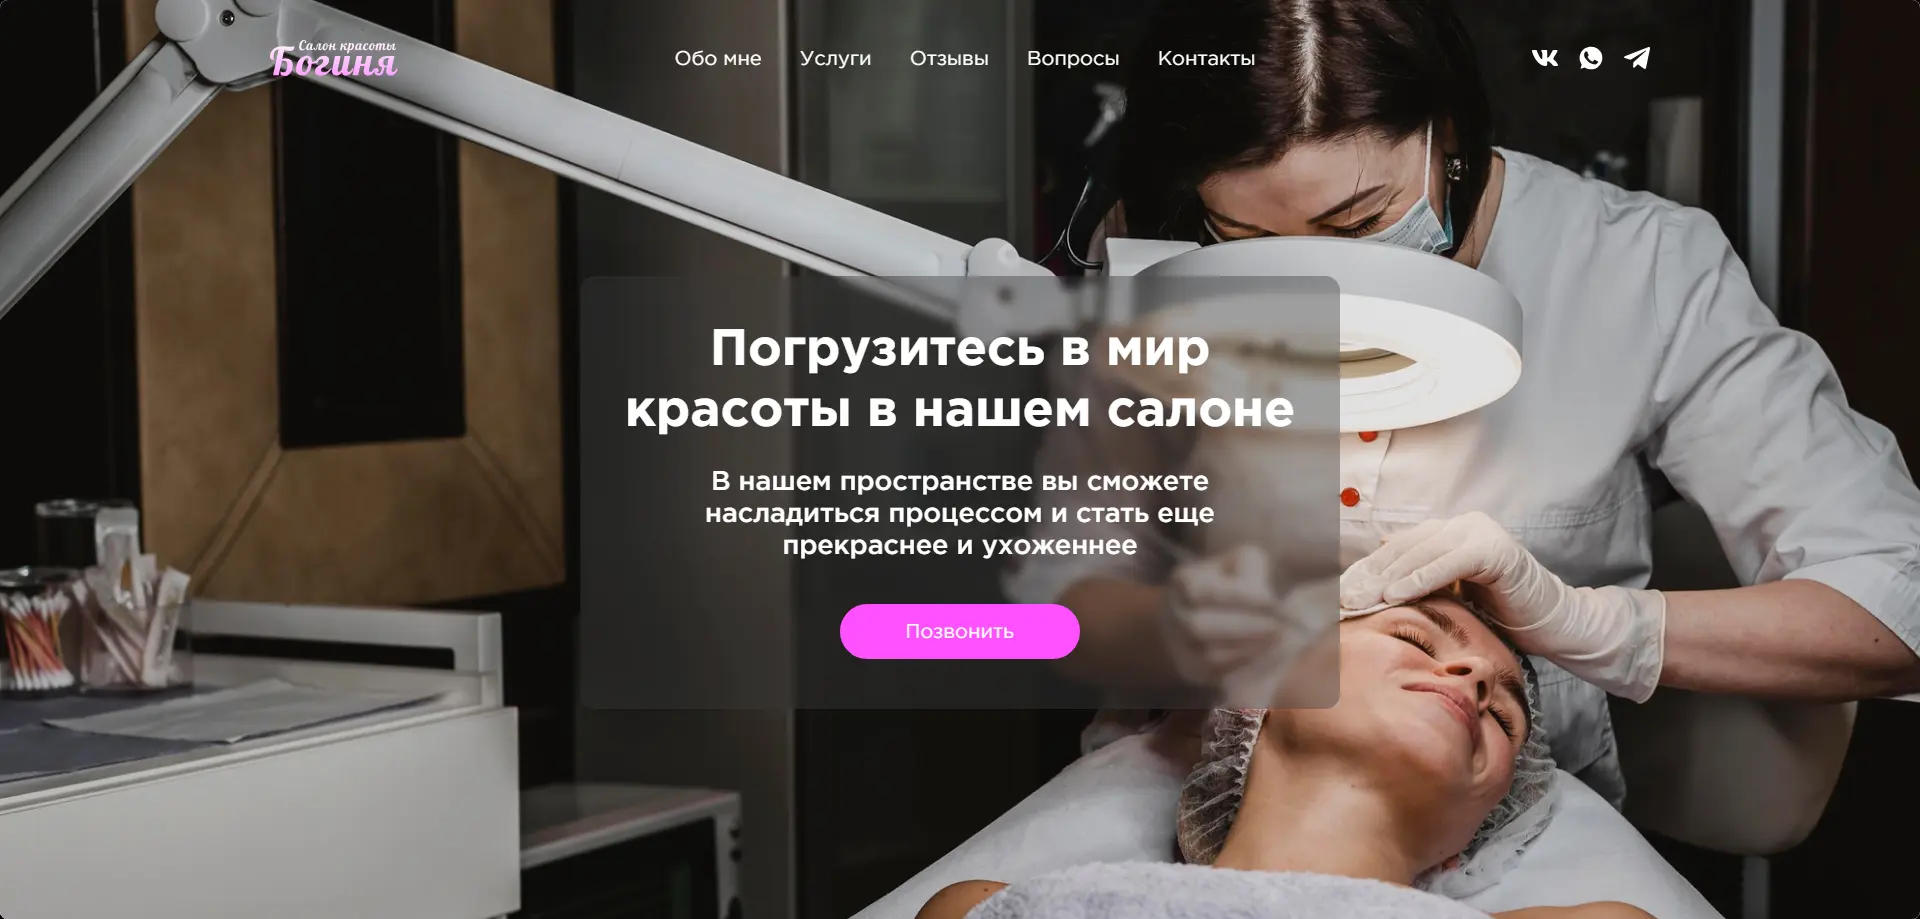 Салон красоты
Богиня
Обо мне Услуги Отзывы Вопросы Контакты
Погрузитесь в мир
красоты в нашем салоне
В нашем пространстве вы сможете
насладиться процессом и стать еще
прекраснее и ухоженнее
Позвонить